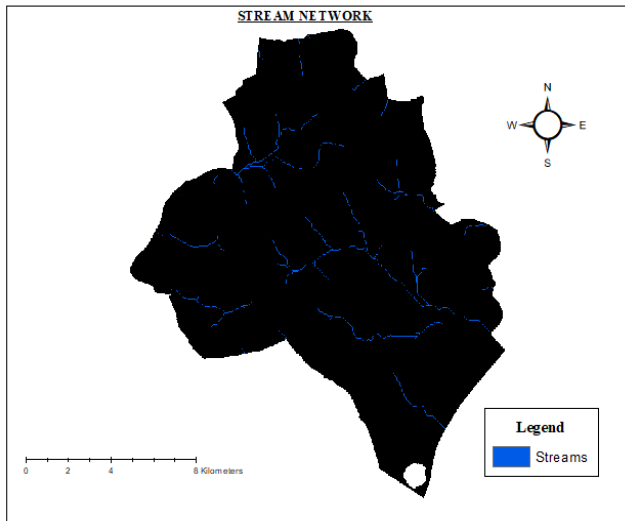 STREAM NETWORK
N
W E
S
Legend
Streams
0 2 4 8 Kilometers